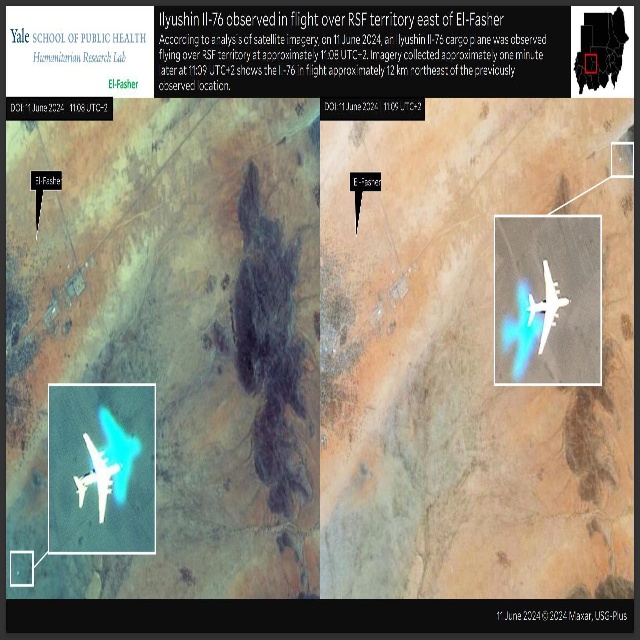 Yale SCHOOL OF PUBLIC HEALTH
Humanitarian Research Lab
El-Fasher
Ilyushin Il-76 observed in flight over RSF territory east of El-Fasher
According to analysis of satellite imagery, on 11 June 2024, an Ilyushin Il-76 cargo plane was observed
flying over RSF territory at approximately 11:08 UTC+2. Imagery collected approximately one minute
later at 11:09 UTC+2 shows the IL-76 in flight approximately 12 km northeast of the previously
observed location.
DOI: 11 June 2024 | 11:08 UTC+2
DOI: 11 June 2024 | 11:09 UTC+2
El-Fasher
El-Fasher
11 June 2024 © 2024 Maxar, USG-Plus